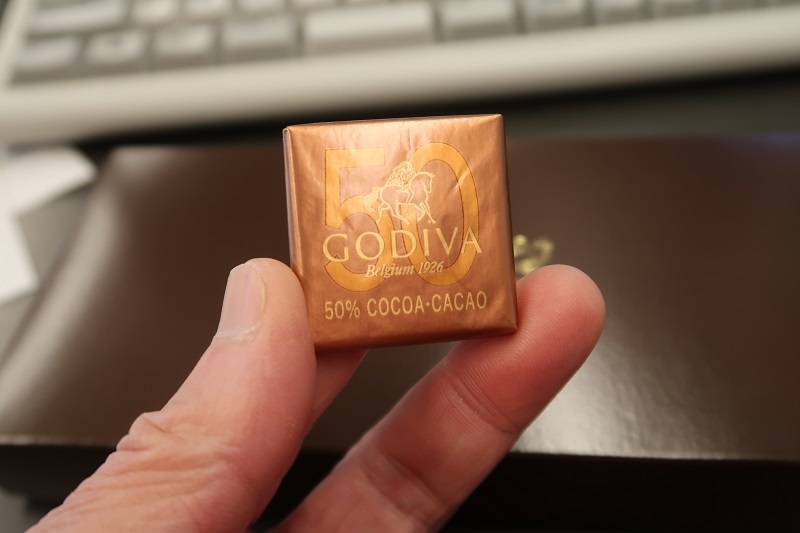 50
GODIVA
Belgium 1926
50% COCOA·CACAO